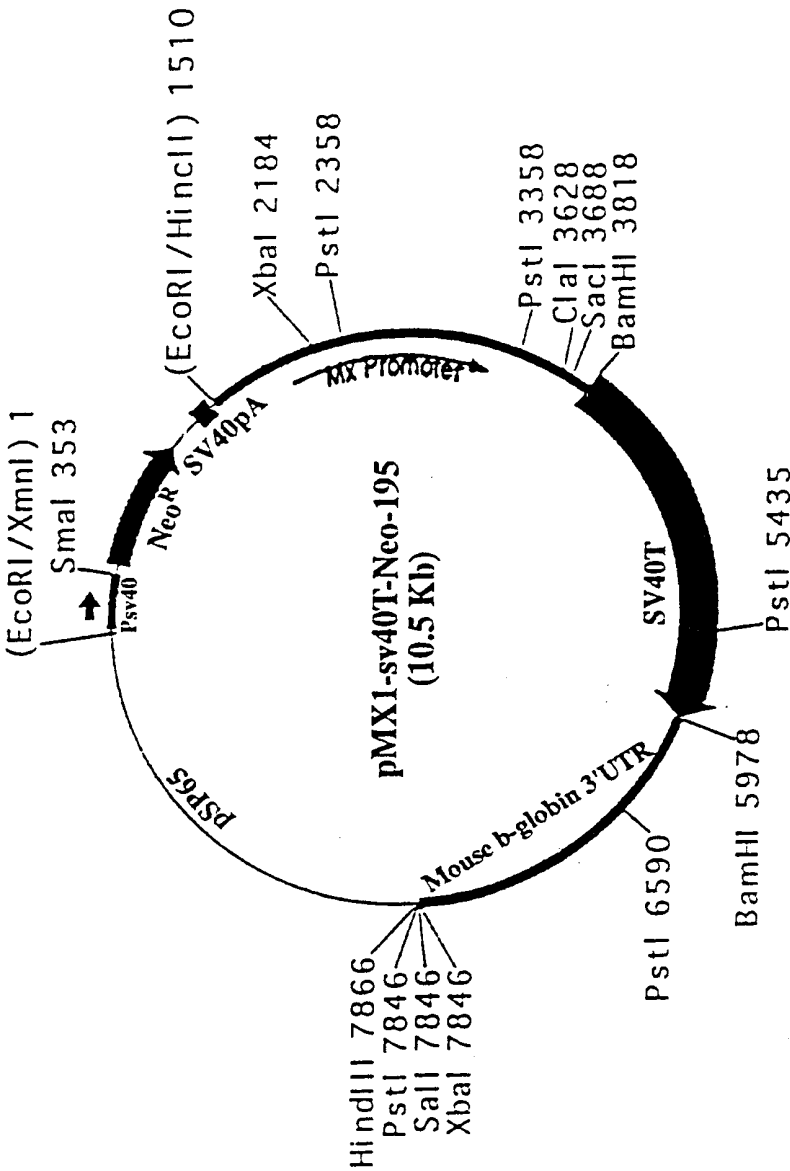 (EcoRI/XmnI) 1
SmaI 353
(EcoRI/HincII) 1510
XbaI 2184
PstI 2358
PstI 3358
ClaI 3628
SacI 3688
BamHI 3818
PstI 5435
BamHI 5978
PstI 6590
HindIII 7866
PstI 7846
SalI 7846
XbaI 7846
Psv40
NeoR
SV40pA
MX Promoter
SV40T
Mouse b-globin 3'UTR
pSP65
pMX1-sv40T-Neo-195
(10.5 Kb)